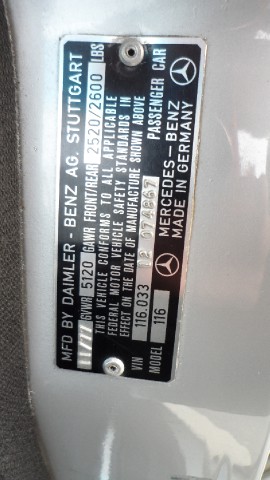 MFD BY DAIMLER - BENZ AG. STUTTGART
GVWR 5120 GAWR FRONT/REAR 2520/2600 LBS
THIS VEHICLE CONFORMS TO ALL APPLICABLE
FEDERAL MOTOR VEHICLE SAFETY STANDARDS IN
EFFECT ON THE DATE OF MANUFACTURE SHOWN ABOVE
VIN 116.033 12 074867 PASSENGER CAR
MODEL 116 MERCEDES-BENZ
MADE IN GERMANY